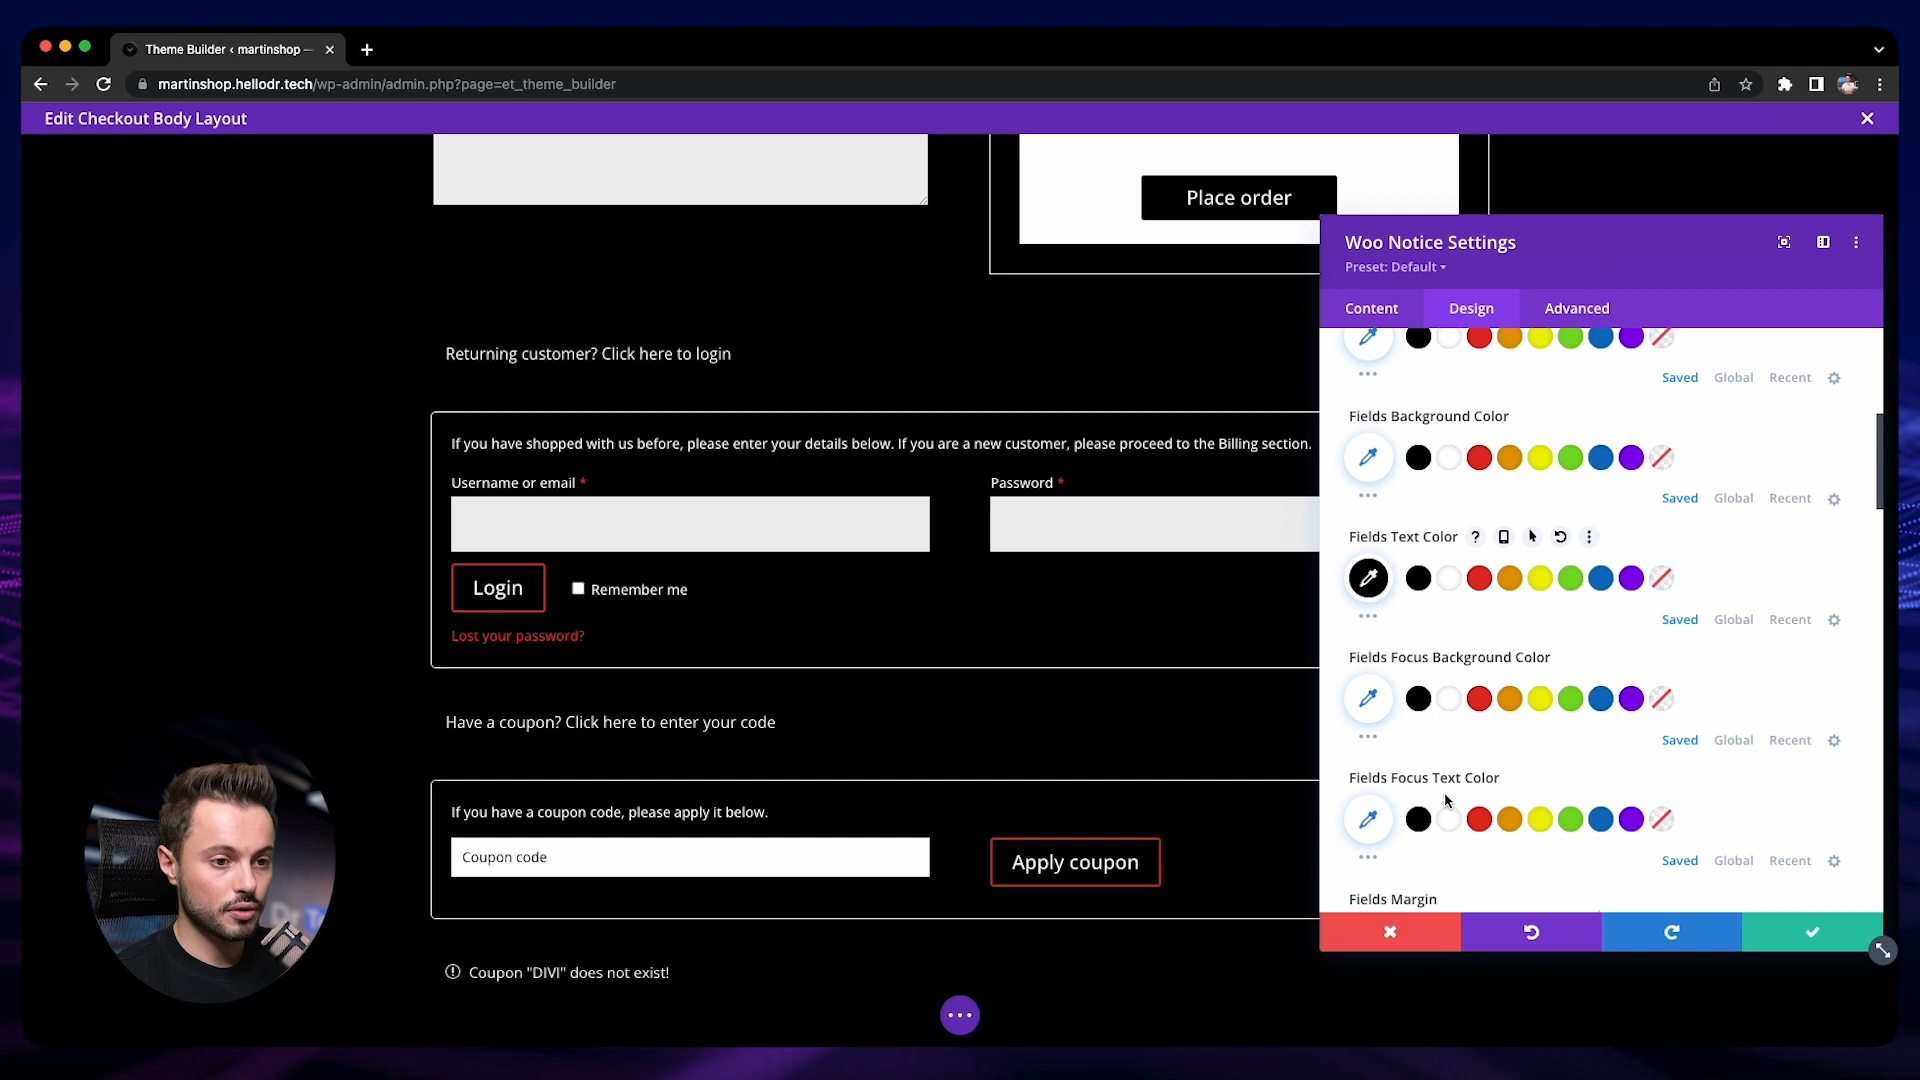 Theme Builder ‹ martinshop —
martinshop.hellodr.tech/wp-admin/admin.php?page=et_theme_builder
Edit Checkout Body Layout
Place order
Returning customer? Click here to login
If you have shopped with us before, please enter your details below. If you are a new customer, please proceed to the Billing section.
Username or email *
Password *
Login
Remember me
Lost your password?
Have a coupon? Click here to enter your code
If you have a coupon code, please apply it below.
Coupon code
Apply coupon
Coupon "DIVI" does not exist!
Woo Notice Settings
Preset: Default
Content
Design
Advanced
Saved Global Recent
Fields Background Color
Saved Global Recent
Fields Text Color ?
Saved Global Recent
Fields Focus Background Color
Saved Global Recent
Fields Focus Text Color
Saved Global Recent
Fields Margin